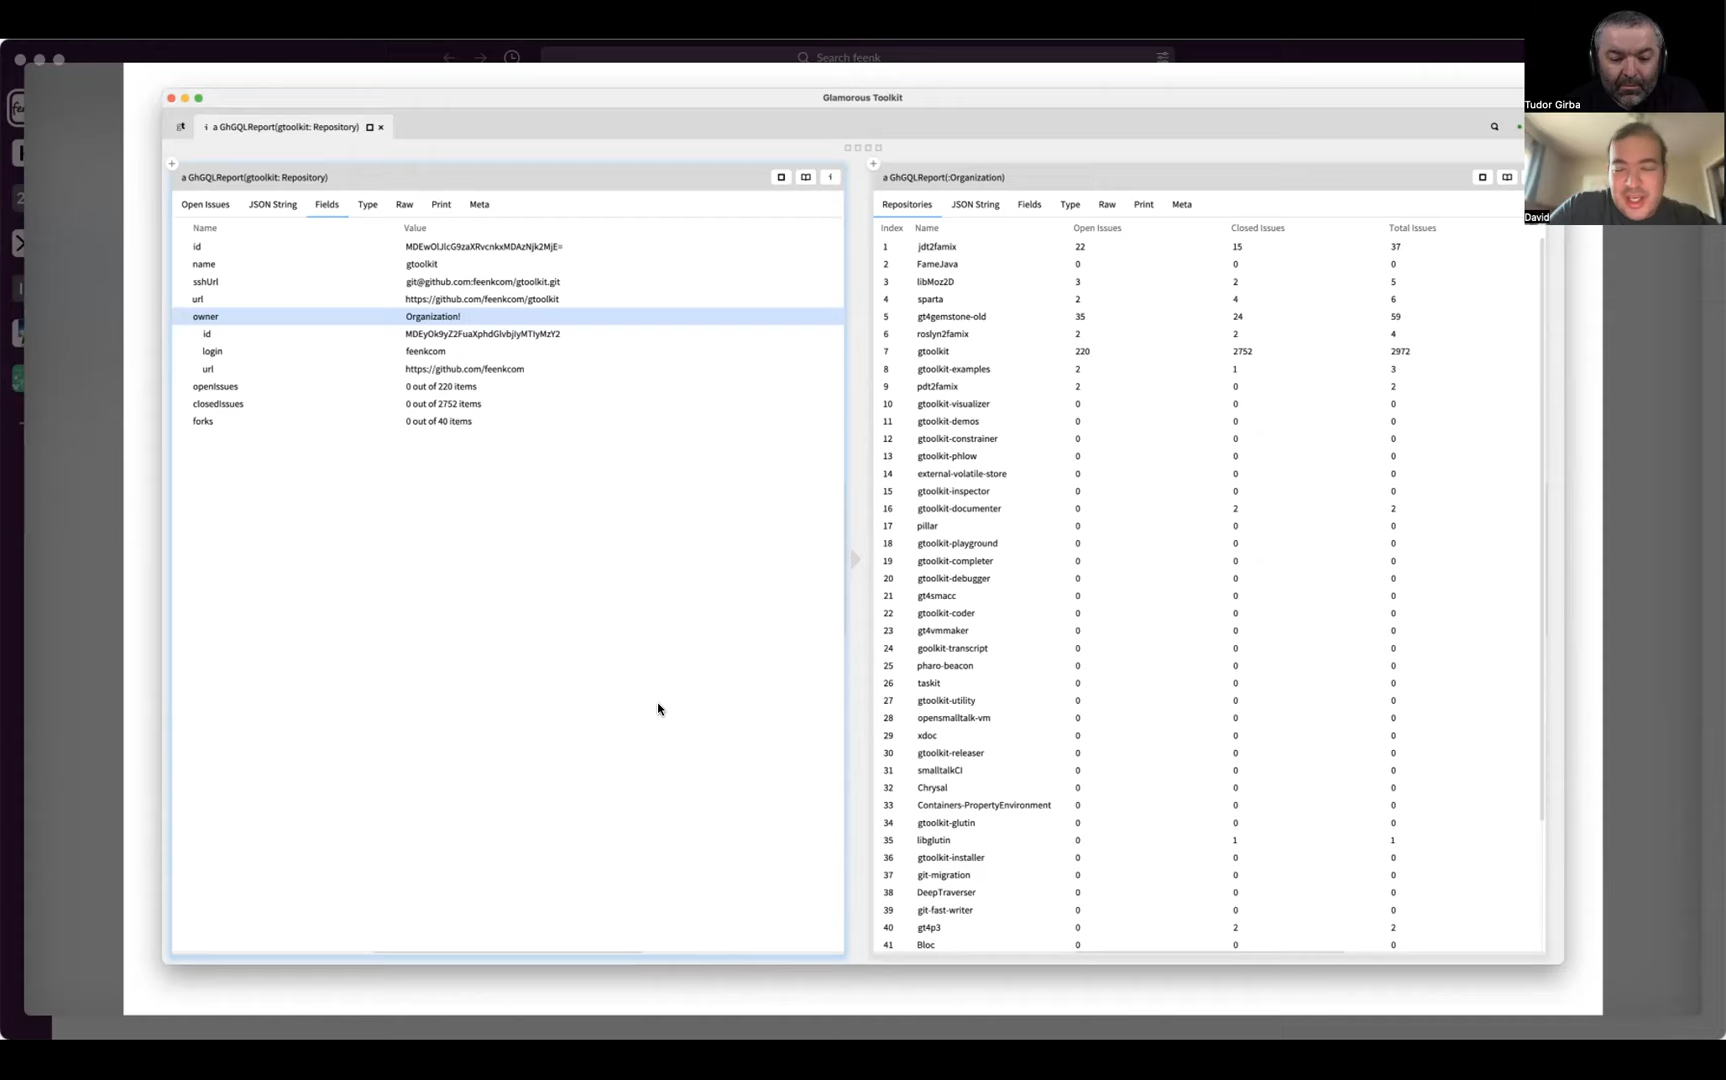 Search feenk
Tudor Girba
David
Glamorous Toolkit
gt
i a GhGQLReport(gtoolkit: Repository)
a GhGQLReport(gtoolkit: Repository)
Open Issues JSON String Fields Type Raw Print Meta
Name Value
id MDEwOlJlcG9zaXRvcnkxMDAzNjk2MjE=
name gtoolkit
sshUrl git@github.com:feenkcom/gtoolkit.git
url https://github.com/feenkcom/gtoolkit
owner Organization!
id MDEyOk9yZ2FuaXphdGlvbjIyMTIyMzY2
login feenkcom
url https://github.com/feenkcom
openIssues 0 out of 220 items
closedIssues 0 out of 2752 items
forks 0 out of 40 items
a GhGQLReport(:Organization)
Repositories JSON String Fields Type Raw Print Meta
Index Name Open Issues Closed Issues Total Issues
1 jdt2famix 22 15 37
2 FameJava 0 0 0
3 libMoz2D 3 2 5
4 sparta 2 4 6
5 gt4gemstone-old 35 24 59
6 roslyn2famix 2 2 4
7 gtoolkit 220 2752 2972
8 gtoolkit-examples 2 1 3
9 pdt2famix 2 0 2
10 gtoolkit-visualizer 0 0 0
11 gtoolkit-demos 0 0 0
12 gtoolkit-constrainer 0 0 0
13 gtoolkit-phlow 0 0 0
14 external-volatile-store 0 0 0
15 gtoolkit-inspector 0 0 0
16 gtoolkit-documenter 0 2 2
17 pillar 0 0 0
18 gtoolkit-playground 0 0 0
19 gtoolkit-completer 0 0 0
20 gtoolkit-debugger 0 0 0
21 gt4smacc 0 0 0
22 gtoolkit-coder 0 0 0
23 gt4vmmaker 0 0 0
24 goolkit-transcript 0 0 0
25 pharo-beacon 0 0 0
26 taskit 0 0 0
27 gtoolkit-utility 0 0 0
28 opensmalltalk-vm 0 0 0
29 xdoc 0 0 0
30 gtoolkit-releaser 0 0 0
31 smalltalkCI 0 0 0
32 Chrysal 0 0 0
33 Containers-PropertyEnvironment 0 0 0
34 gtoolkit-glutin 0 0 0
35 libglutin 0 1 1
36 gtoolkit-installer 0 0 0
37 git-migration 0 0 0
38 DeepTraverser 0 0 0
39 git-fast-writer 0 0 0
40 gt4p3 0 2 2
41 Bloc 0 0 0